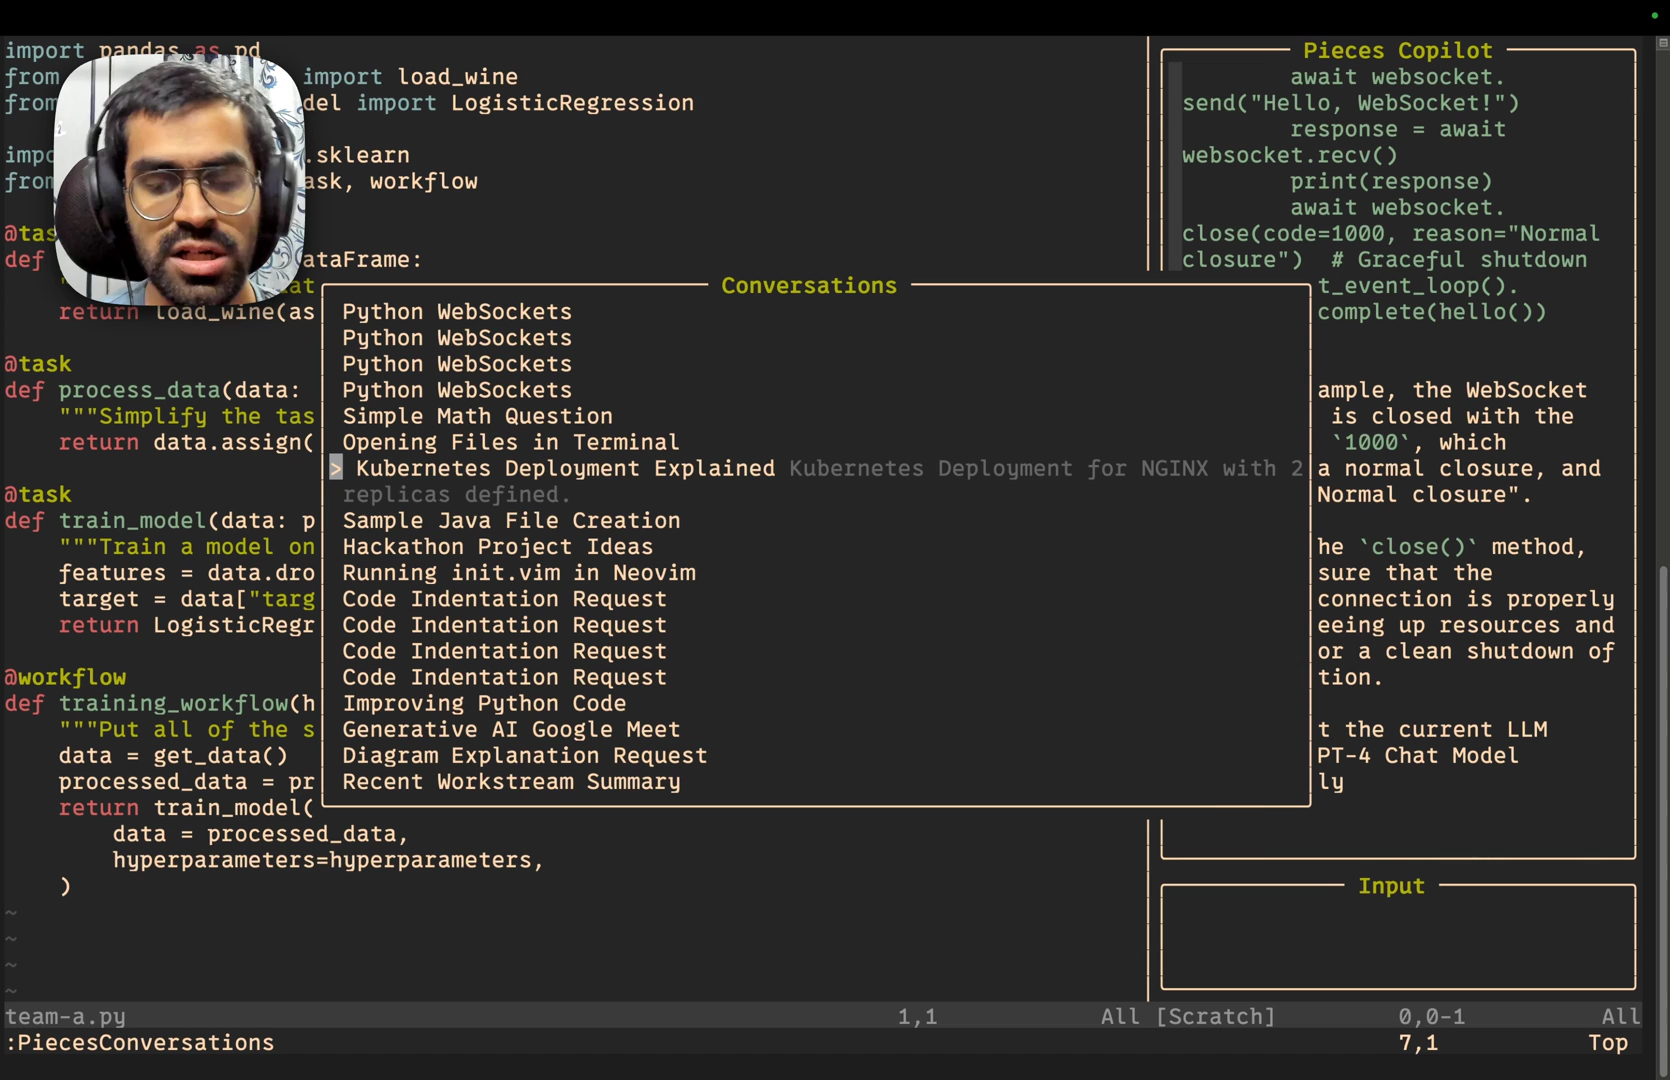 import pandas as pd
from import load_wine
from del import LogisticRegression
impo .sklearn
from ask, workflow
@tas
def ataFrame:
" at
return load_wine(as
@task
def process_data(data:
"""Simplify the tas
return data.assign(
@task
def train_model(data: p
"""Train a model on
features = data.dro
target = data["targ
return LogisticRegr
@workflow
def training_workflow(h
"""Put all of the s
data = get_data()
processed_data = pr
return train_model(
data = processed_data,
hyperparameters=hyperparameters,
)
~
~
~
~
Conversations
Python WebSockets
Python WebSockets
Python WebSockets
Python WebSockets
Simple Math Question
Opening Files in Terminal
> Kubernetes Deployment Explained Kubernetes Deployment for NGINX with 2
replicas defined.
Sample Java File Creation
Hackathon Project Ideas
Running init.vim in Neovim
Code Indentation Request
Code Indentation Request
Code Indentation Request
Code Indentation Request
Improving Python Code
Generative AI Google Meet
Diagram Explanation Request
Recent Workstream Summary
Pieces Copilot
await websocket.
send("Hello, WebSocket!")
response = await
websocket.recv()
print(response)
await websocket.
close(code=1000, reason="Normal
closure") # Graceful shutdown
t_event_loop().
complete(hello())
ample, the WebSocket
is closed with the
`1000`, which
a normal closure, and
Normal closure".
he `close()` method,
sure that the
connection is properly
eeing up resources and
or a clean shutdown of
tion.
t the current LLM
PT-4 Chat Model
ly
Input
team-a.py 1,1 All [Scratch] 0,0-1 All
:PiecesConversations 7,1 Top